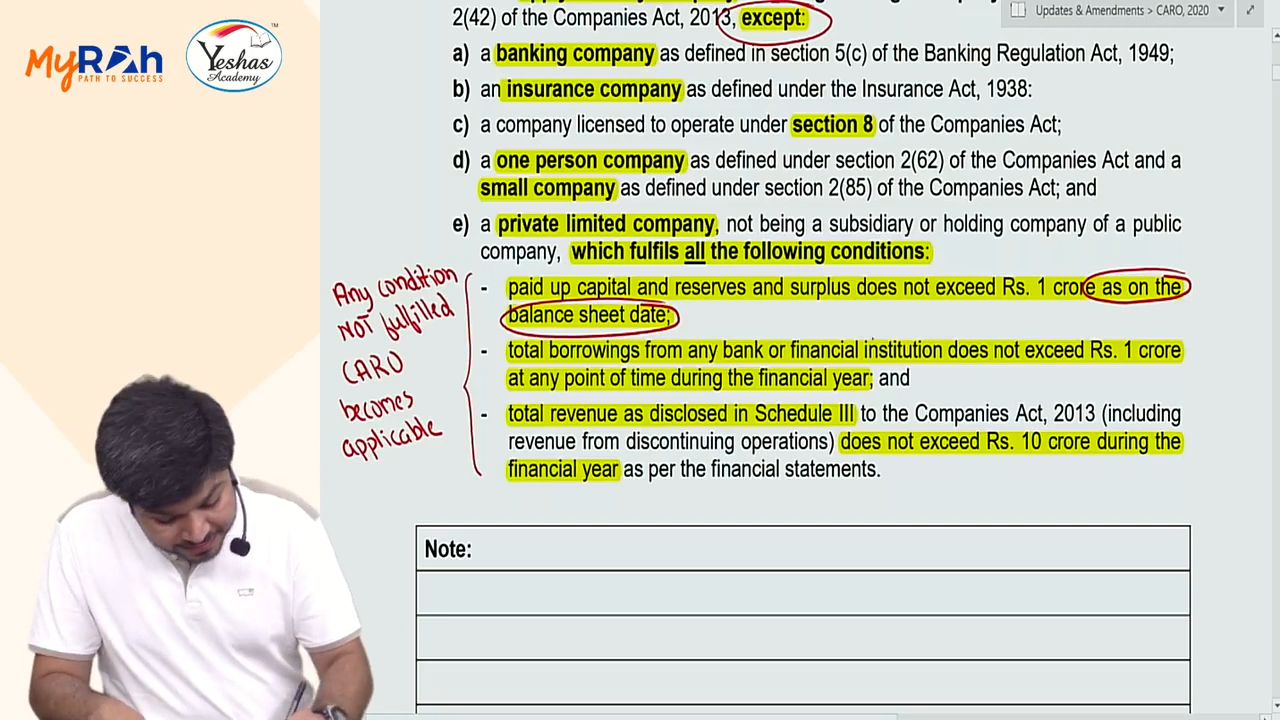 MyRAh
PATH TO SUCCESS
Yeshas
Academy
TM
Updates & Amendments > CARO, 2020
2(42) of the Companies Act, 2013, except:
a) a banking company as defined in section 5(c) of the Banking Regulation Act, 1949;
b) an insurance company as defined under the Insurance Act, 1938:
c) a company licensed to operate under section 8 of the Companies Act;
d) a one person company as defined under section 2(62) of the Companies Act and a
small company as defined under section 2(85) of the Companies Act; and
e) a private limited company, not being a subsidiary or holding company of a public
company, which fulfils all the following conditions:
- paid up capital and reserves and surplus does not exceed Rs. 1 crore as on the
balance sheet date;
- total borrowings from any bank or financial institution does not exceed Rs. 1 crore
at any point of time during the financial year; and
- total revenue as disclosed in Schedule III to the Companies Act, 2013 (including
revenue from discontinuing operations) does not exceed Rs. 10 crore during the
financial year as per the financial statements.
Any condition
NOT fulfilled
CARO
becomes
applicable
Note: